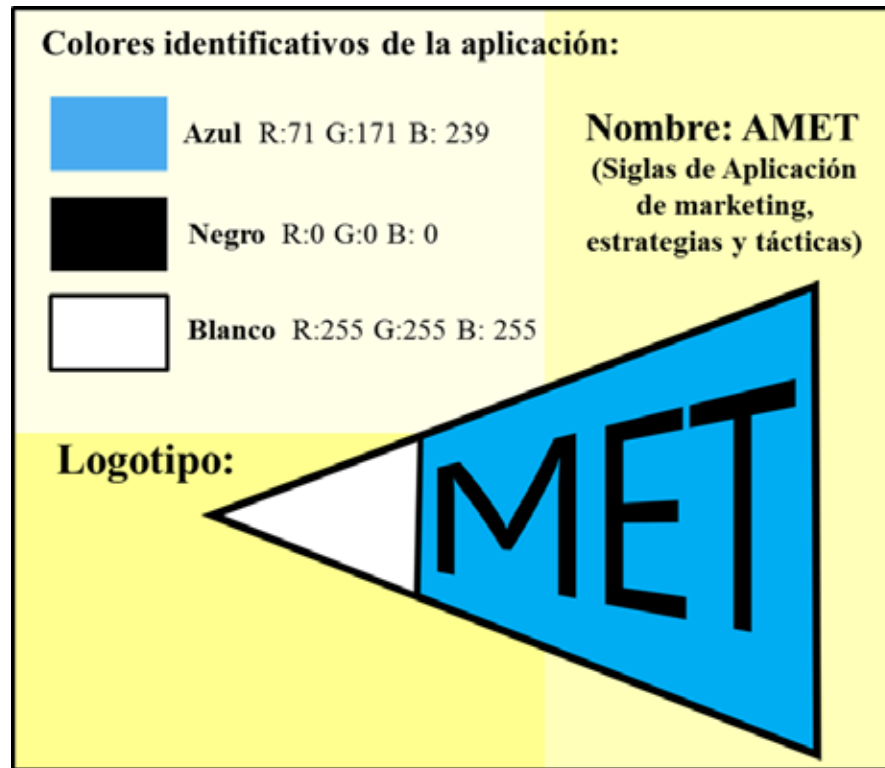 Colores identificativos de la aplicación:
Azul R:71 G:171 B: 239
Negro R:0 G:0 B: 0
Blanco R:255 G:255 B: 255
Nombre: AMET
(Siglas de Aplicación
de marketing,
estrategias y tácticas)
Logotipo:
MET